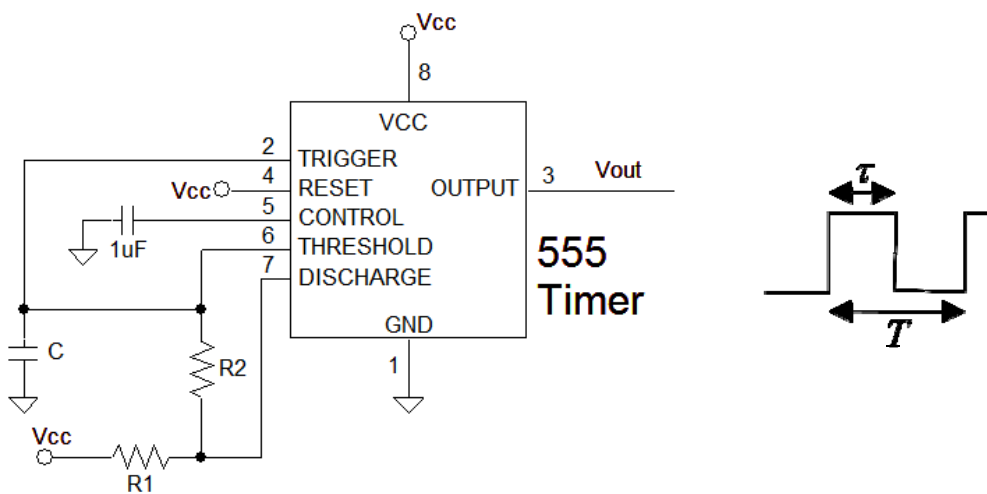 Vcc
8
VCC
2
TRIGGER
4
Vcc
RESET
OUTPUT
3
Vout
5
CONTROL
1uF
6
THRESHOLD
7
DISCHARGE
555
Timer
GND
1
C
R2
Vcc
R1
τ
T